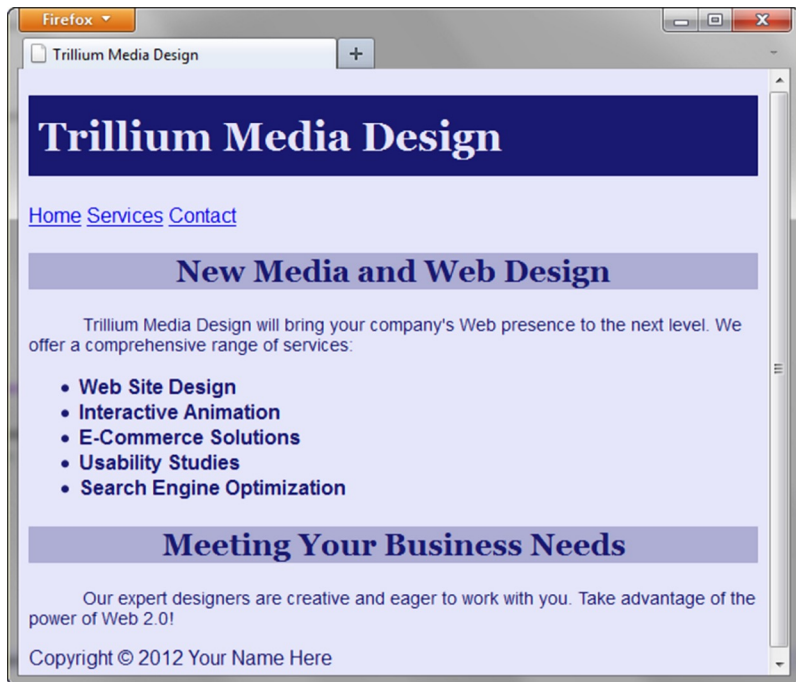 Firefox
Trillium Media Design
Trillium Media Design
Home Services Contact
New Media and Web Design
Trillium Media Design will bring your company's Web presence to the next level. We
offer a comprehensive range of services:
• Web Site Design
• Interactive Animation
• E-Commerce Solutions
• Usability Studies
• Search Engine Optimization
Meeting Your Business Needs
Our expert designers are creative and eager to work with you. Take advantage of the
power of Web 2.0!
Copyright © 2012 Your Name Here